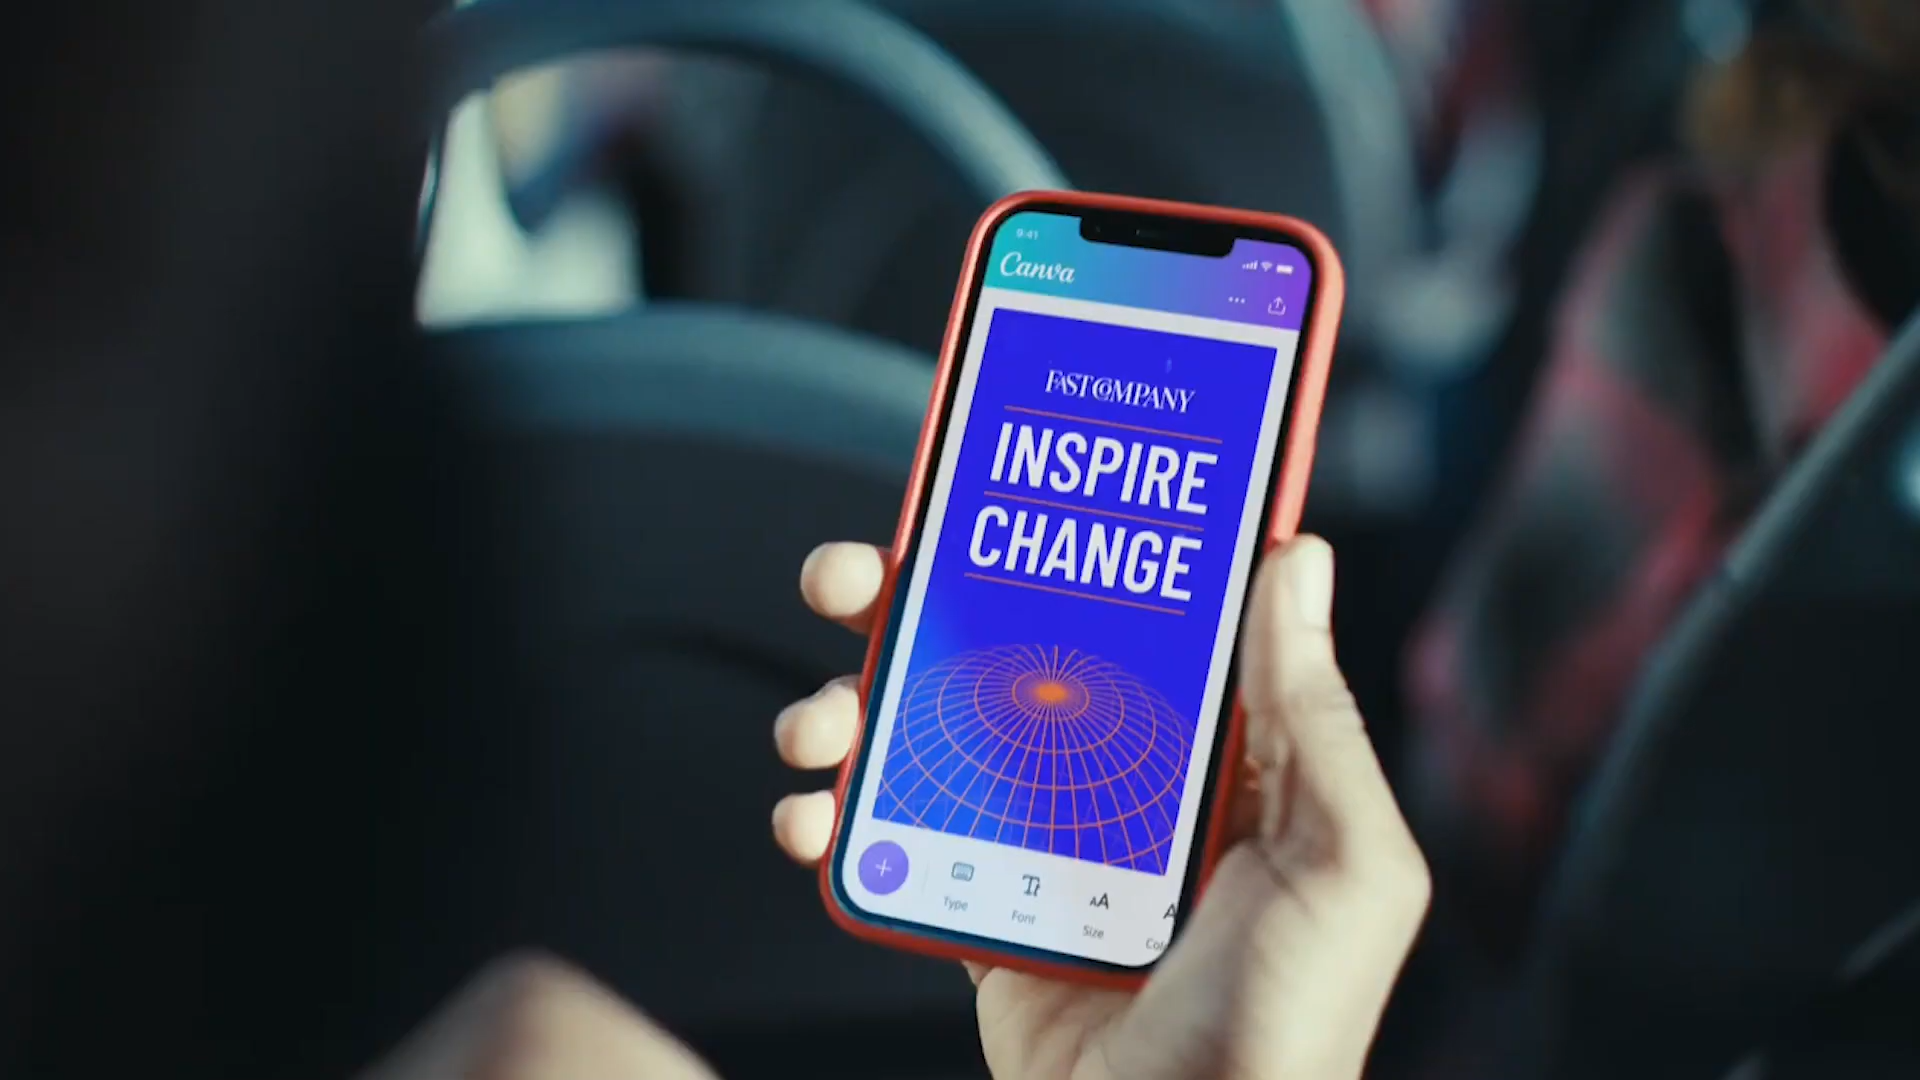 9:41
Canva
FAST COMPANY
INSPIRE
CHANGE
Type
Font
Size